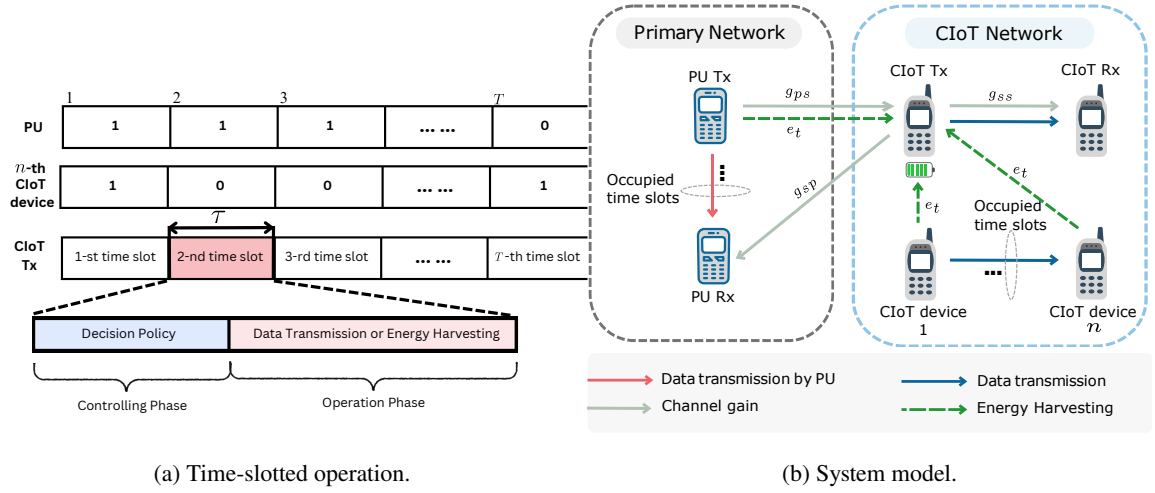 1 2 3 T
PU 1 1 1 ... ... 0
n-th
CIoT
device
1 0 0 ... ... 1
τ
CIoT
Tx
1-st time slot 2-nd time slot 3-rd time slot ... ... T-th time slot
Decision Policy Data Transmission or Energy Harvesting
Controlling Phase Operation Phase
(a) Time-slotted operation.
Primary Network
PU Tx
g_ps
e_t
Occupied
time slots
...
g_sp
PU Rx
CIoT Network
CIoT Tx CIoT Rx
g_ss
e_t
e_t
Occupied
time slots
...
CIoT device
1
CIoT device
n
Data transmission by PU Data transmission
Channel gain Energy Harvesting
(b) System model.